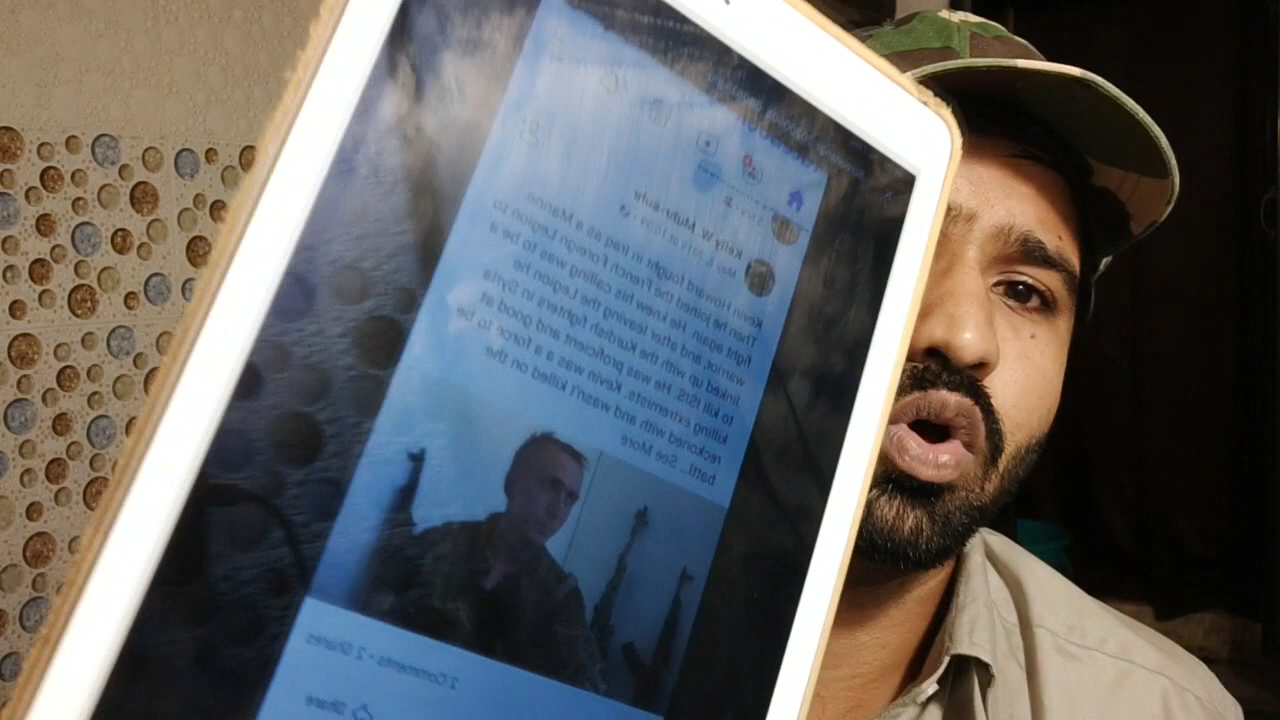 Kelly W Muhr-Suhr
Kevin Howard fought in Iraq as a Marine.
Then he joined the French Foreign Legion to
fight again. He knew his calling was to be a
warrior, and after leaving the Legion he
linked up with the Kurdish fighters in Syria
to kill ISIS. He was proficient and good at
killing extremists. Kevin was a a force to be
reckoned with and wasn't killed on the
battl... See More
2 Comments • 2 Shares
Share